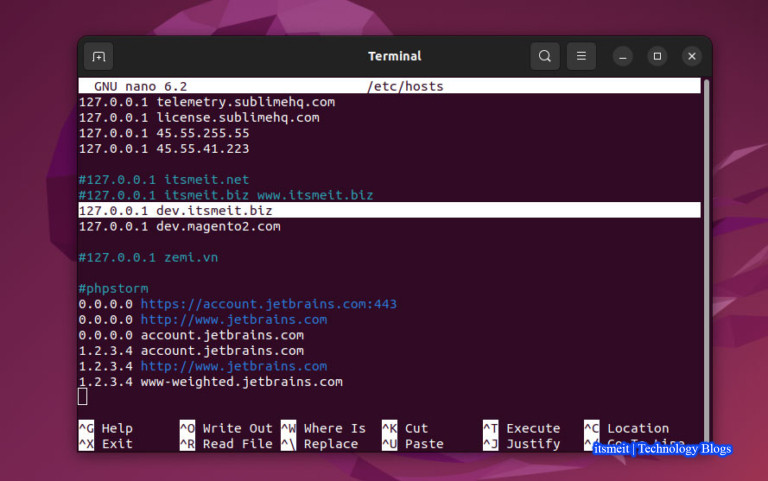 Terminal
GNU nano 6.2 /etc/hosts
127.0.0.1 telemetry.sublimehq.com
127.0.0.1 license.sublimehq.com
127.0.0.1 45.55.255.55
127.0.0.1 45.55.41.223
#127.0.0.1 itsmeit.net
#127.0.0.1 itsmeit.biz www.itsmeit.biz
127.0.0.1 dev.itsmeit.biz
127.0.0.1 dev.magento2.com
#127.0.0.1 zemi.vn
#phpstorm
0.0.0.0 https://account.jetbrains.com:443
0.0.0.0 http://www.jetbrains.com
0.0.0.0 account.jetbrains.com
1.2.3.4 account.jetbrains.com
1.2.3.4 http://www.jetbrains.com
1.2.3.4 www-weighted.jetbrains.com
^G Help ^O Write Out ^W Where Is ^K Cut ^T Execute ^C Location
^X Exit ^R Read File ^\ Replace ^U Paste ^J Justify Go To Line
itsmeit | Technology Blogs